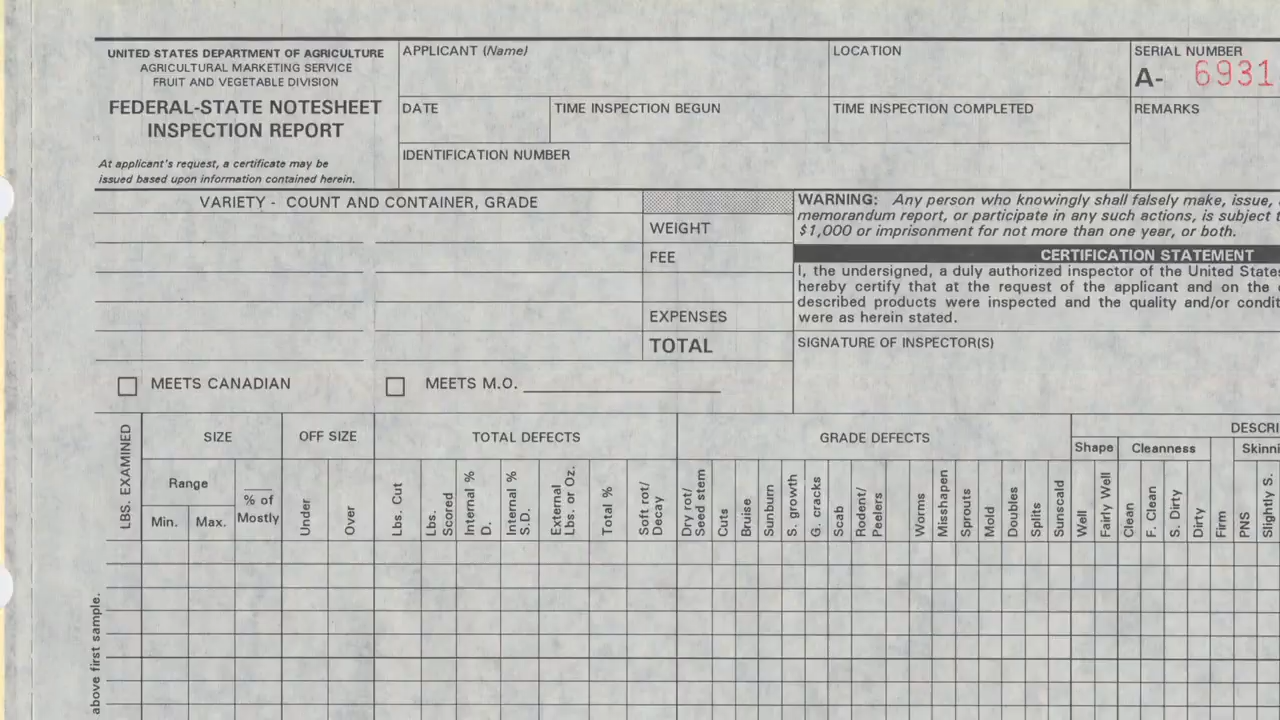 UNITED STATES DEPARTMENT OF AGRICULTURE
AGRICULTURAL MARKETING SERVICE
FRUIT AND VEGETABLE DIVISION
FEDERAL-STATE NOTESHEET
INSPECTION REPORT
At applicant's request, a certificate may be
issued based upon information contained herein.
APPLICANT (Name)
LOCATION
SERIAL NUMBER
A- 6931
DATE
TIME INSPECTION BEGUN
TIME INSPECTION COMPLETED
REMARKS
IDENTIFICATION NUMBER
VARIETY - COUNT AND CONTAINER, GRADE
WEIGHT
FEE
EXPENSES
TOTAL
WARNING: Any person who knowingly shall falsely make, issue,
memorandum report, or participate in any such actions, is subject
$1,000 or imprisonment for not more than one year, or both.
CERTIFICATION STATEMENT
I, the undersigned, a duly authorized inspector of the United States
hereby certify that at the request of the applicant and on the
described products were inspected and the quality and/or condit
were as herein stated.
SIGNATURE OF INSPECTOR(S)
MEETS CANADIAN
MEETS M.O.
LBS. EXAMINED
SIZE
OFF SIZE
TOTAL DEFECTS
GRADE DEFECTS
DESCRI
Shape
Cleanness
Skinni
Range
% of
Mostly
Min.
Max.
Under
Over
Lbs. Cut
Lbs.
Scored
Internal %
D.
Internal %
S.D.
External
Lbs. or Oz.
Total %
Soft rot/
Decay
Dry rot/
Seed stem
Cuts
Bruise
Sunburn
S. growth
G. cracks
Scab
Rodent/
Peelers
Worms
Misshapen
Sprouts
Mold
Doubles
Splits
Sunscald
Well
Fairly Well
Clean
F. Clean
S. Dirty
Dirty
Firm
PNS
Slightly S.
above first sample.